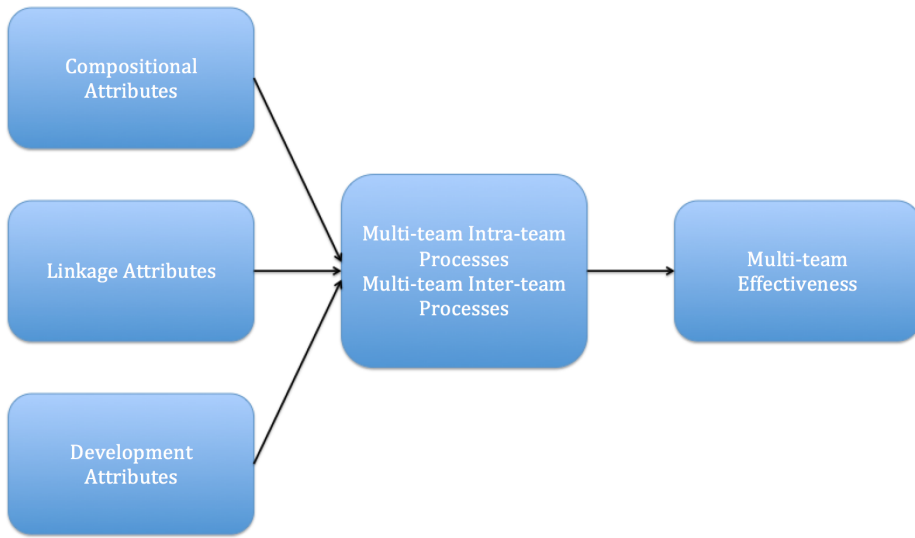 Compositional
Attributes
Linkage Attributes
Development
Attributes
Multi-team Intra-team
Processes
Multi-team Inter-team
Processes
Multi-team
Effectiveness